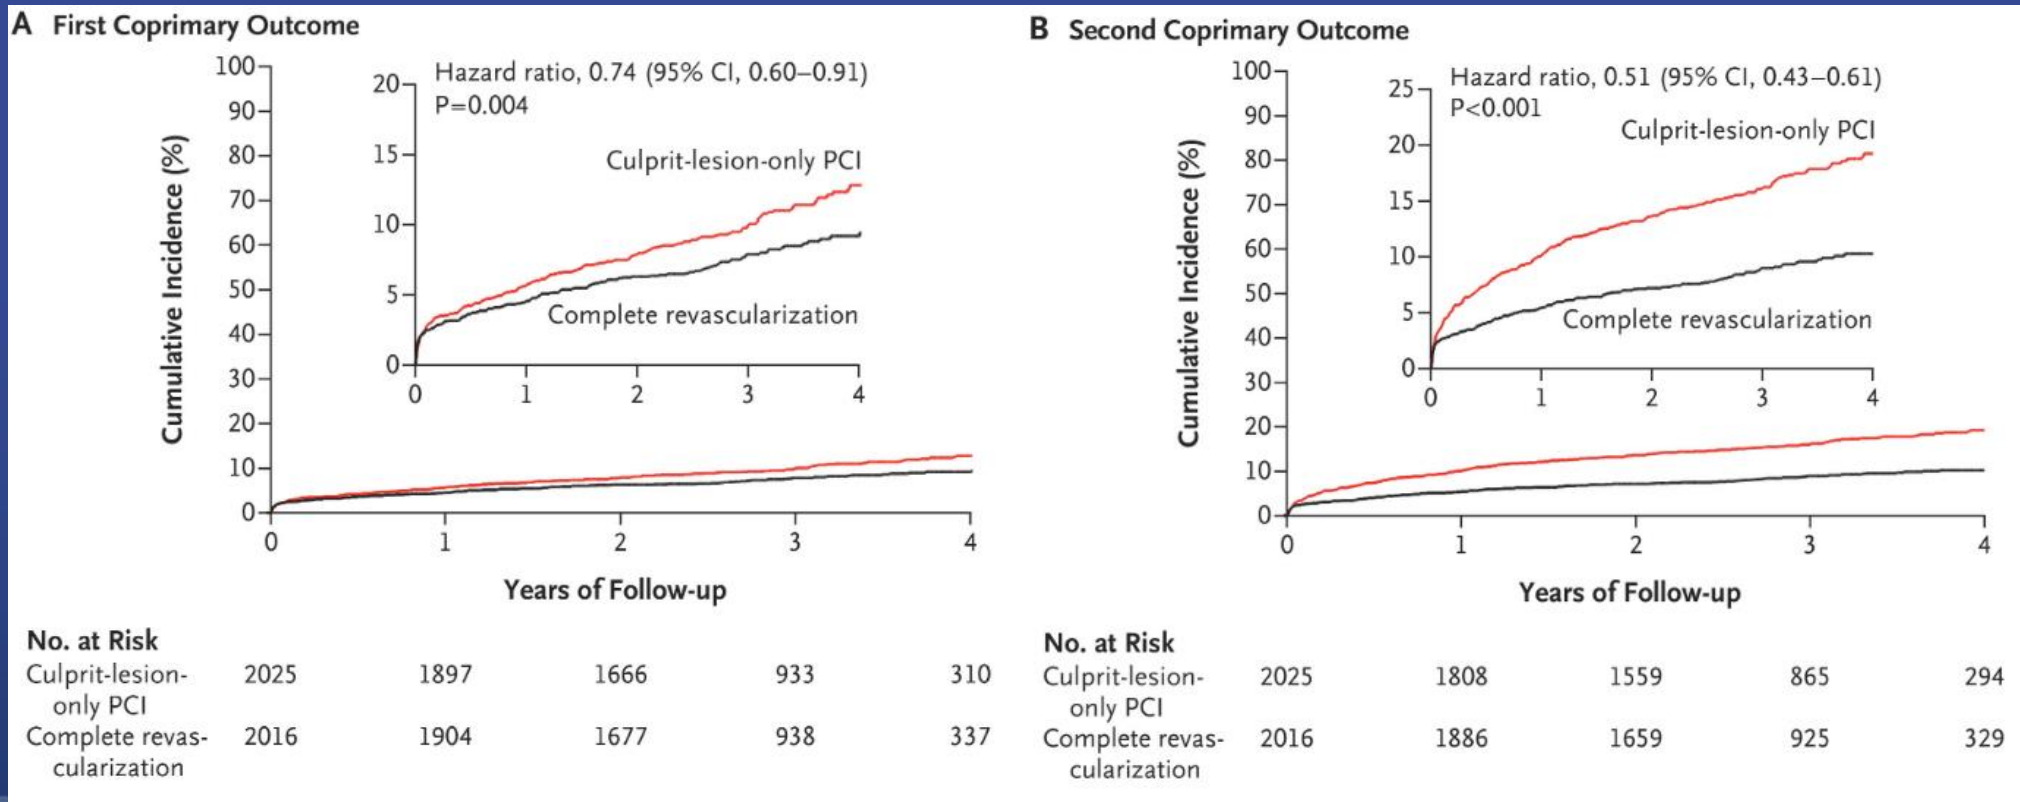 A First Coprimary Outcome
Cumulative Incidence (%)
100
90
80
70
60
50
40
30
20
10
0
0 1 2 3 4
20
15
10
5
0
0 1 2 3 4
Hazard ratio, 0.74 (95% CI, 0.60–0.91)
P=0.004
Culprit-lesion-only PCI
Complete revascularization
Years of Follow-up
No. at Risk
Culprit-lesion- 2025 1897 1666 933 310
only PCI
Complete revas- 2016 1904 1677 938 337
cularization
B Second Coprimary Outcome
Cumulative Incidence (%)
100
90
80
70
60
50
40
30
20
10
0
0 1 2 3 4
25
20
15
10
5
0
0 1 2 3 4
Hazard ratio, 0.51 (95% CI, 0.43–0.61)
P<0.001
Culprit-lesion-only PCI
Complete revascularization
Years of Follow-up
No. at Risk
Culprit-lesion- 2025 1808 1559 865 294
only PCI
Complete revas- 2016 1886 1659 925 329
cularization